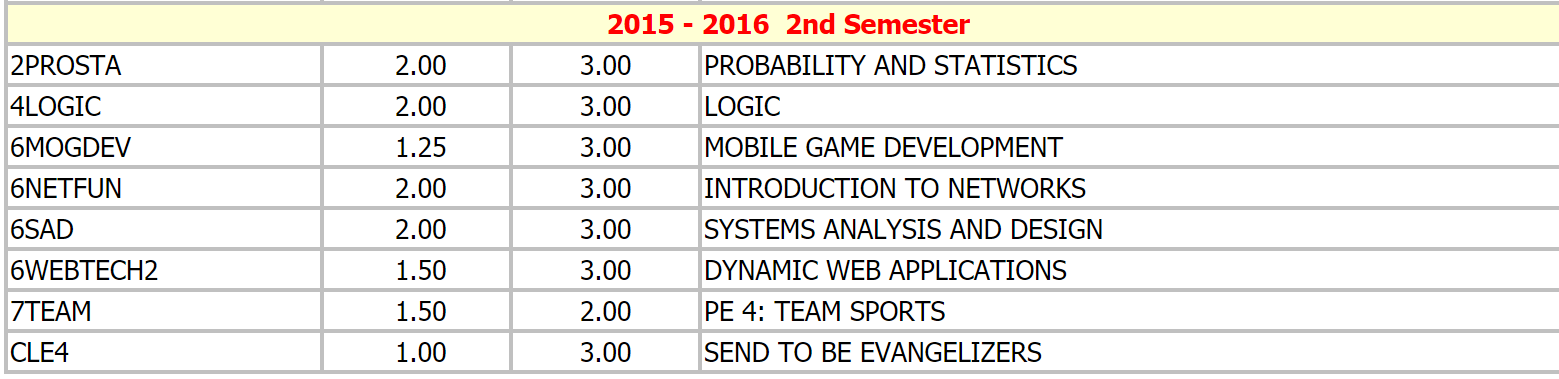 2015 - 2016 2nd Semester
2PROSTA 2.00 3.00 PROBABILITY AND STATISTICS
4LOGIC 2.00 3.00 LOGIC
6MOGDEV 1.25 3.00 MOBILE GAME DEVELOPMENT
6NETFUN 2.00 3.00 INTRODUCTION TO NETWORKS
6SAD 2.00 3.00 SYSTEMS ANALYSIS AND DESIGN
6WEBTECH2 1.50 3.00 DYNAMIC WEB APPLICATIONS
7TEAM 1.50 2.00 PE 4: TEAM SPORTS
CLE4 1.00 3.00 SEND TO BE EVANGELIZERS